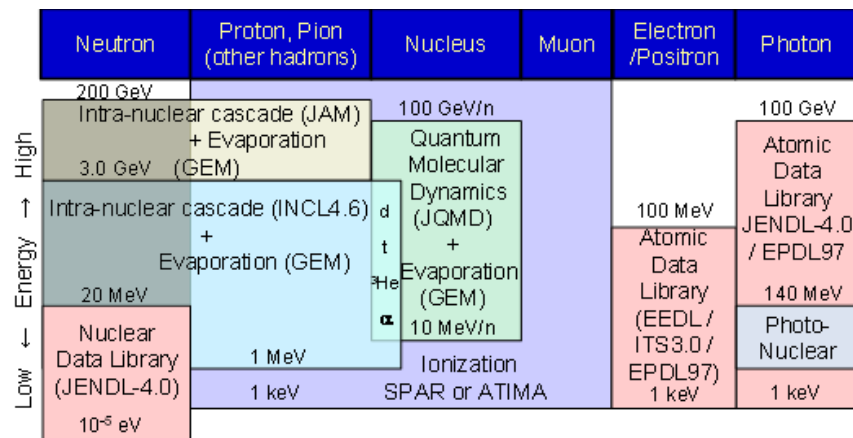 Neutron
Proton, Pion
(other hadrons)
Nucleus
Muon
Electron
/Positron
Photon
Low ← Energy → High
200 GeV
Intra-nuclear cascade (JAM)
+ Evaporation
(GEM)
3.0 GeV
Intra-nuclear cascade (INCL4.6)
+
Evaporation (GEM)
d
t
³He
α
20 MeV
Nuclear
Data Library
(JENDL-4.0)
10⁻⁵ eV
1 MeV
1 keV
100 GeV/n
Quantum
Molecular
Dynamics
(JQMD)
+
Evaporation
(GEM)
10 MeV/n
Ionization
SPAR or ATIMA
100 MeV
Atomic
Data
Library
(EEDL /
ITS3.0 /
EPDL97)
1 keV
100 GeV
Atomic
Data
Library
JENDL-4.0
/ EPDL97
140 MeV
Photo-
Nuclear
1 keV